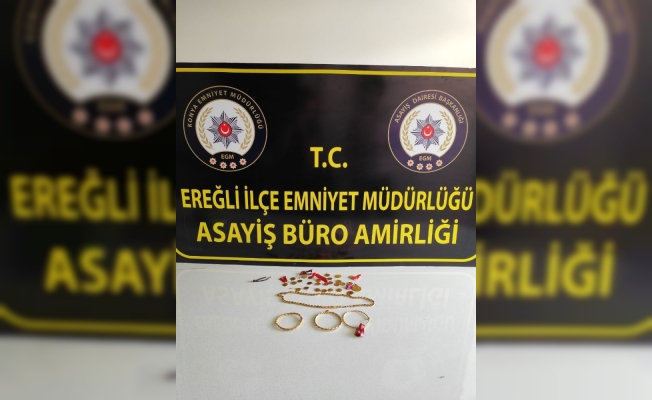 KONYA EMNİYET MÜDÜRLÜĞÜ
EGM
ASAYİŞ DAİRESİ BAŞKANLIĞI
EGM
T.C.
EREĞLİ İLÇE EMNİYET MÜDÜRLÜĞÜ
ASAYİŞ BÜRO AMİRLİĞİ